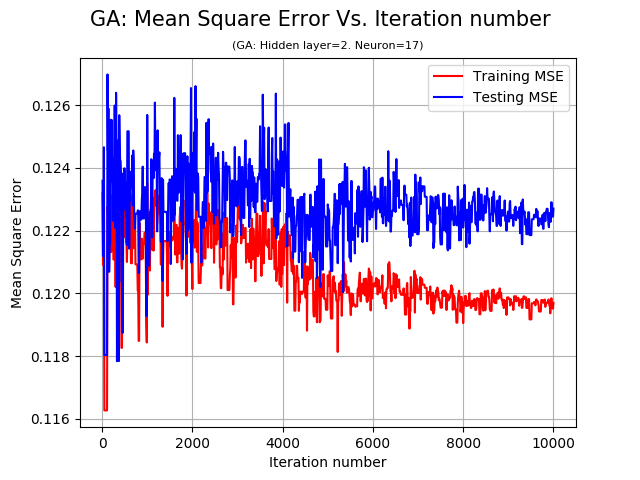 GA: Mean Square Error Vs. Iteration number
(GA: Hidden layer=2. Neuron=17)
Training MSE
Testing MSE
Mean Square Error
0.126
0.124
0.122
0.120
0.118
0.116
0 2000 4000 6000 8000 10000
Iteration number